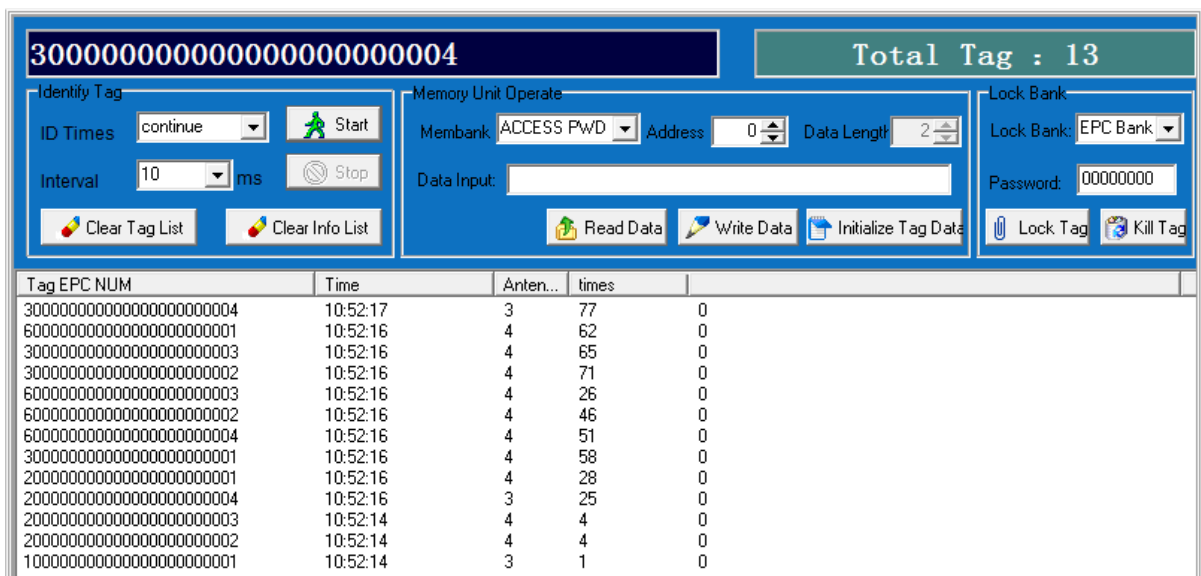 300000000000000000000004 Total Tag : 13
Identify Tag Memory Unit Operate Lock Bank
ID Times continue Start Membank ACCESS PWD Address 0 Data Length 2 Lock Bank: EPC Bank
Interval 10 ms Stop Data Input: Password: 00000000
Clear Tag List Clear Info List Read Data Write Data Initialize Tag Data Lock Tag Kill Tag
Tag EPC NUM Time Anten... times
300000000000000000000004 10:52:17 3 77 0
600000000000000000000001 10:52:16 4 62 0
300000000000000000000003 10:52:16 4 65 0
300000000000000000000002 10:52:16 4 71 0
600000000000000000000003 10:52:16 4 26 0
600000000000000000000002 10:52:16 4 46 0
600000000000000000000004 10:52:16 4 51 0
300000000000000000000001 10:52:16 4 58 0
200000000000000000000001 10:52:16 4 28 0
200000000000000000000004 10:52:16 3 25 0
200000000000000000000003 10:52:14 4 4 0
200000000000000000000002 10:52:14 4 4 0
100000000000000000000001 10:52:14 3 1 0